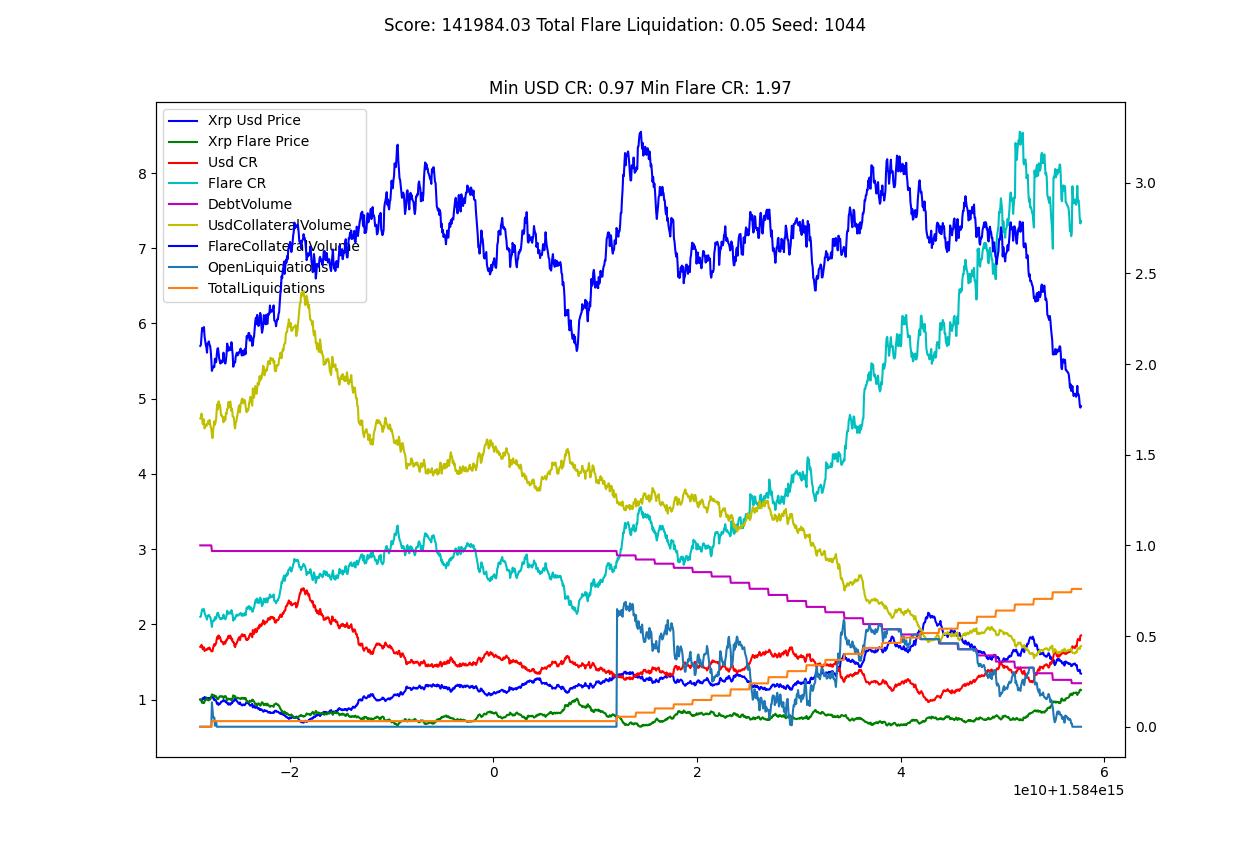 Score: 141984.03 Total Flare Liquidation: 0.05 Seed: 1044
Min USD CR: 0.97 Min Flare CR: 1.97
Xrp Usd Price
Xrp Flare Price
Usd CR
Flare CR
DebtVolume
UsdCollateralVolume
FlareCollateralVolume
OpenLiquidations
TotalLiquidations
8
7
6
5
4
3
2
1
3.0
2.5
2.0
1.5
1.0
0.5
0.0
−2
0
2
4
6
1e10+1.584e15